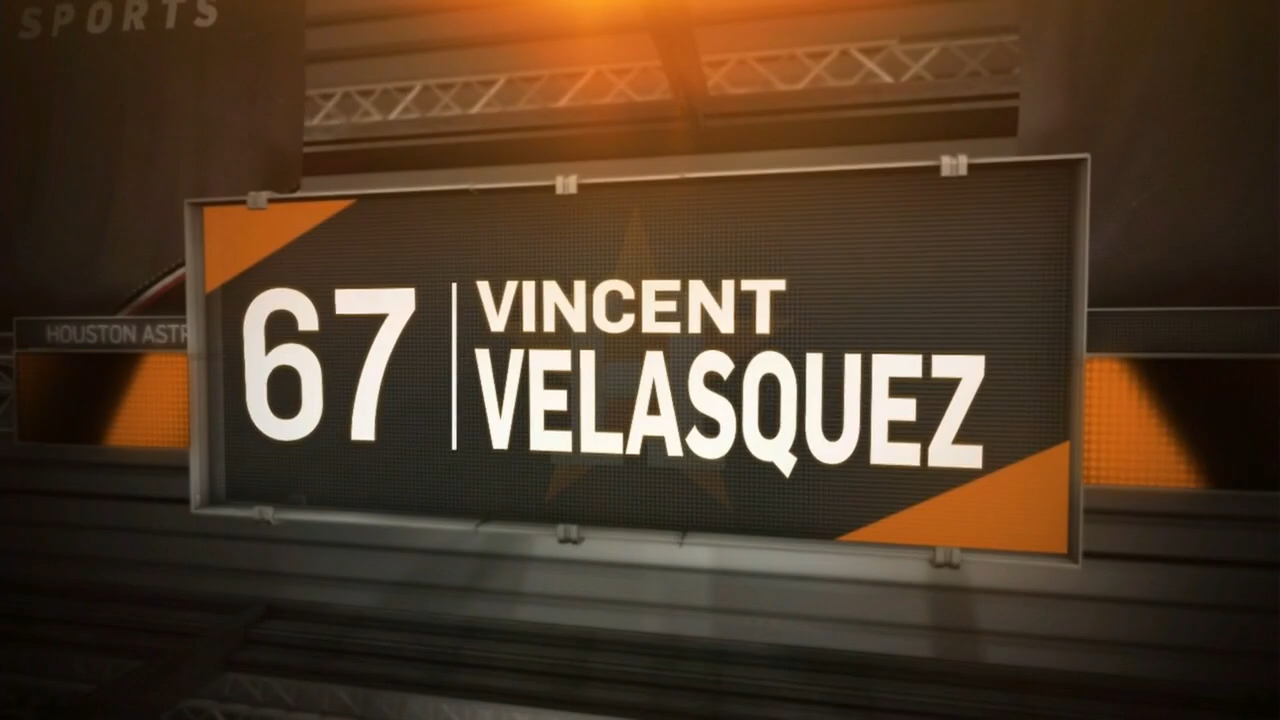 SPORTS
HOUSTON ASTR
67
VINCENT
VELASQUEZ